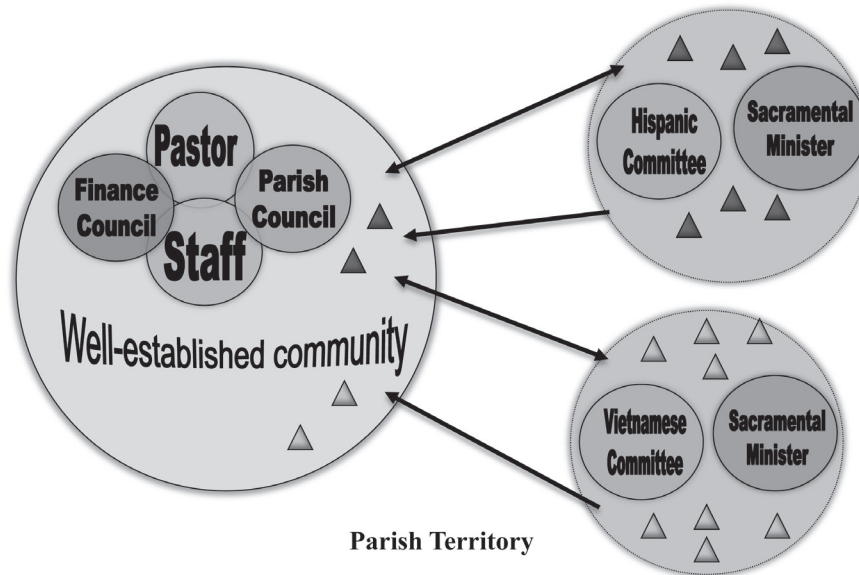 Pastor
Finance
Council
Parish
Council
Staff
Well-established community
Hispanic
Committee
Sacramental
Minister
Vietnamese
Committee
Sacramental
Minister
Parish Territory